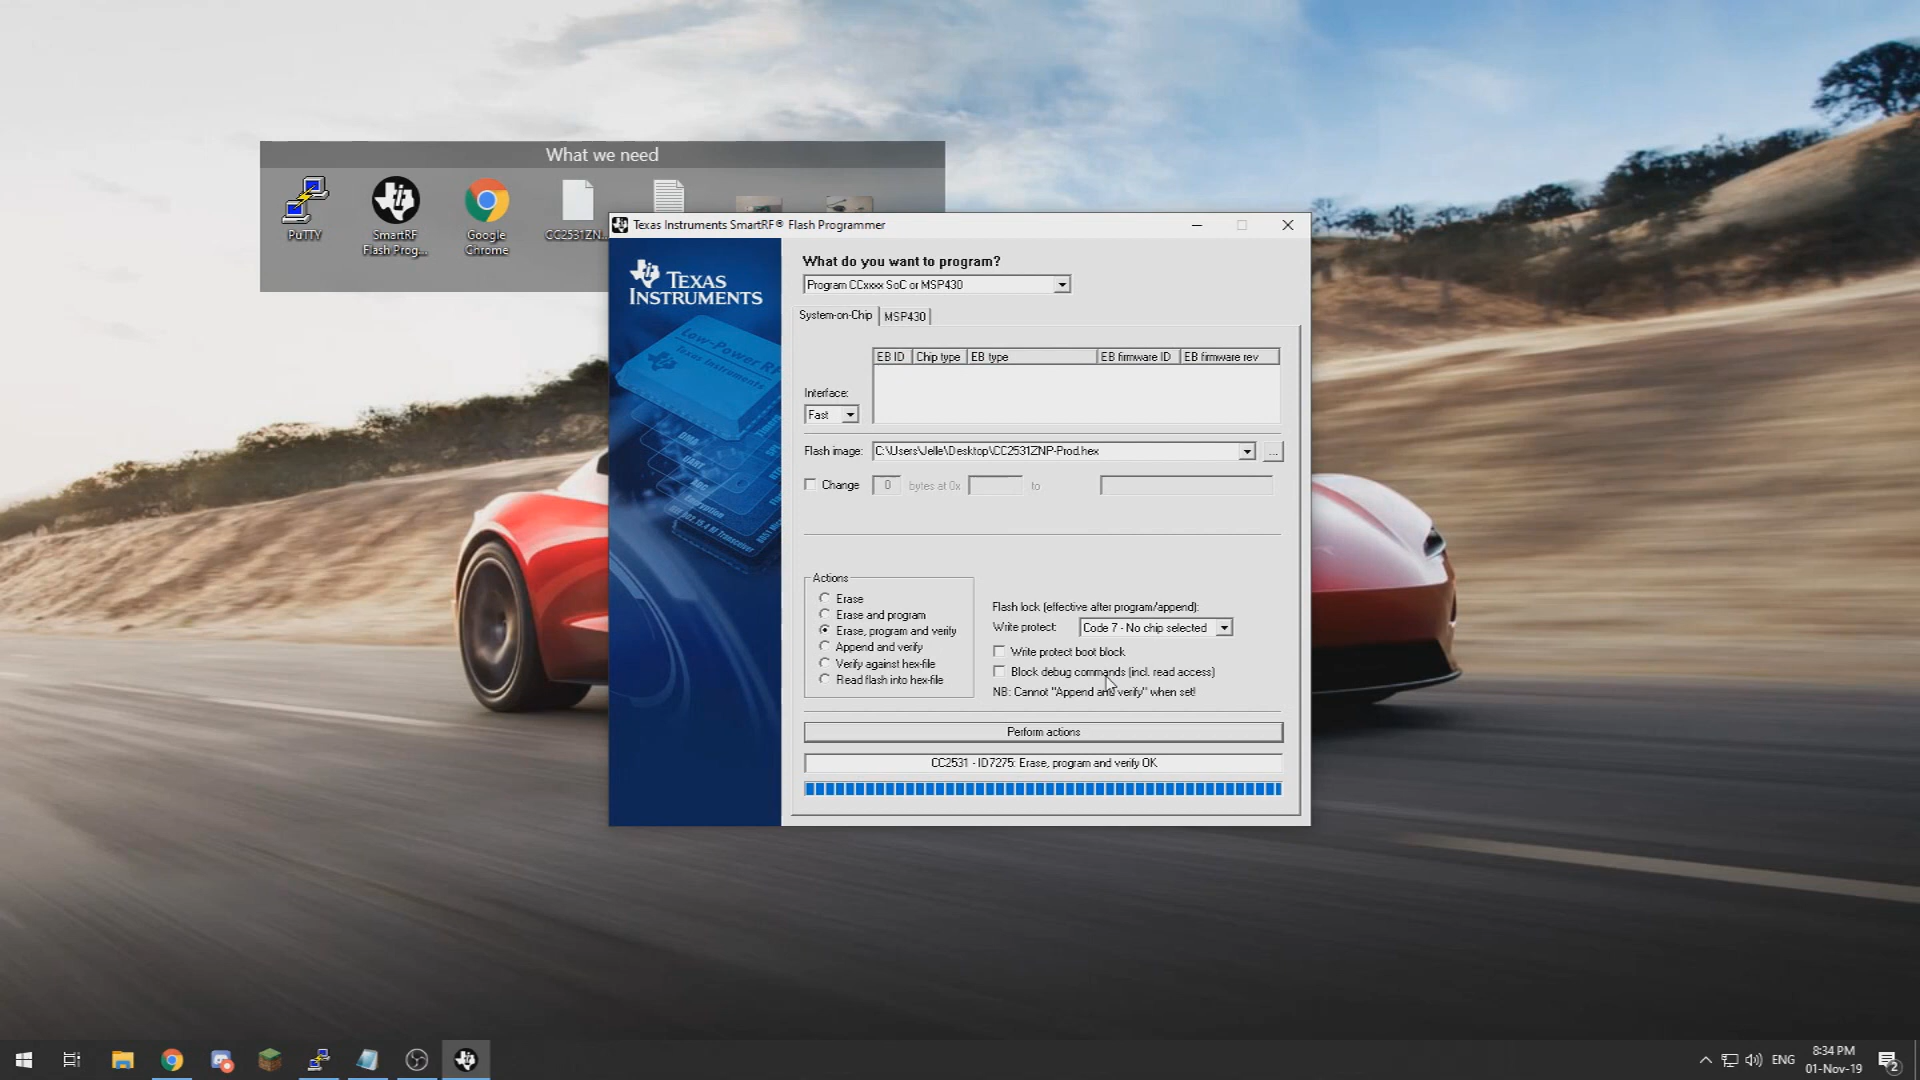 What we need
PuTTY
SmartRF
Flash Prog...
Google
Chrome
CC2531ZN...
Texas Instruments SmartRF® Flash Programmer
TEXAS
INSTRUMENTS
Low-Power RF
Texas Instruments
What do you want to program?
Program CCxxxx SoC or MSP430
System-on-Chip
MSP430
EB ID
Chip type
EB type
EB firmware ID
EB firmware rev
Interface:
Fast
Flash image:
C:\Users\Jelle\Desktop\CC2531ZNP-Prod.hex
...
Change
0
bytes at 0x
to
Actions
Erase
Erase and program
Erase, program and verify
Append and verify
Verify against hex-file
Read flash into hex-file
Flash lock (effective after program/append):
Write protect:
Code 7 - No chip selected
Write protect boot block
Block debug commands (incl. read access)
NB: Cannot "Append and verify" when set!
Perform actions
CC2531 - ID7275: Erase, program and verify OK
ENG
8:34 PM
01-Nov-19
2